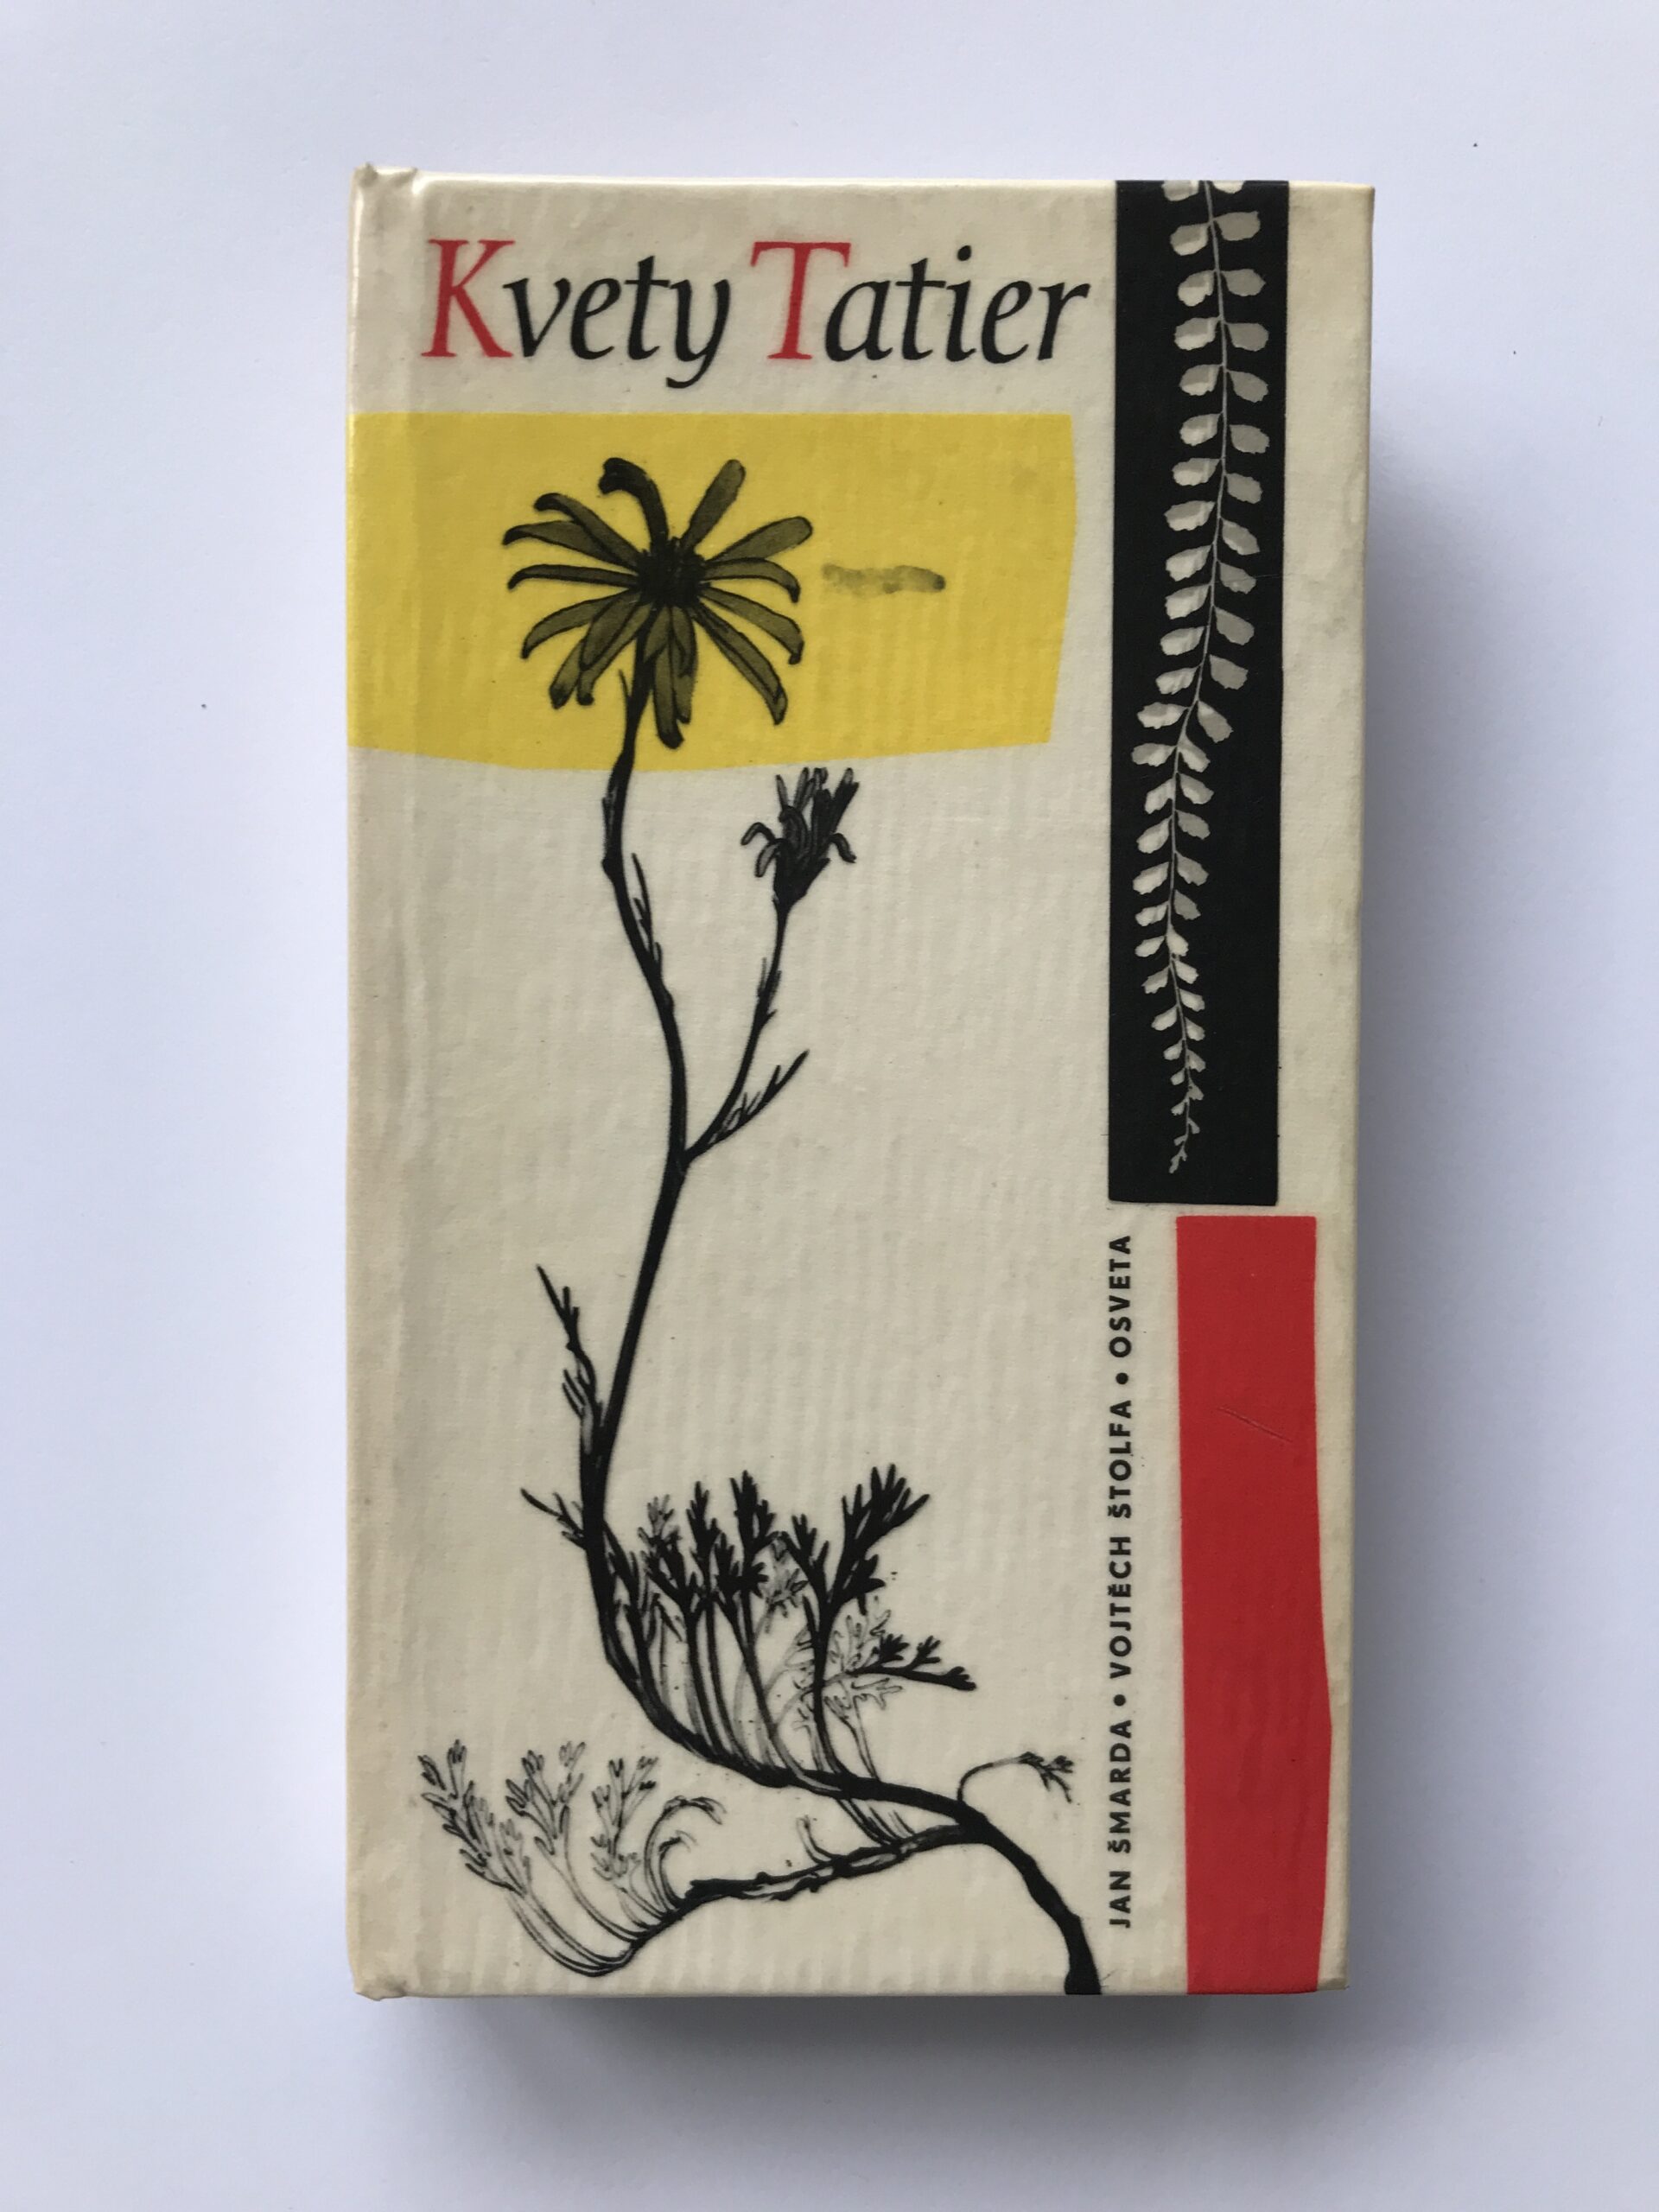 Kvety Tatier
JAN ŠMARDA • VOJTĚCH ŠTOLFA • OSVETA